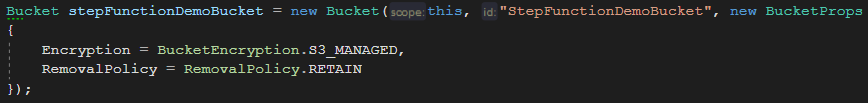 Bucket stepFunctionDemoBucket = new Bucket(scope: this, id: "StepFunctionDemoBucket", new BucketProps
{
    Encryption = BucketEncryption.S3_MANAGED,
    RemovalPolicy = RemovalPolicy.RETAIN
});